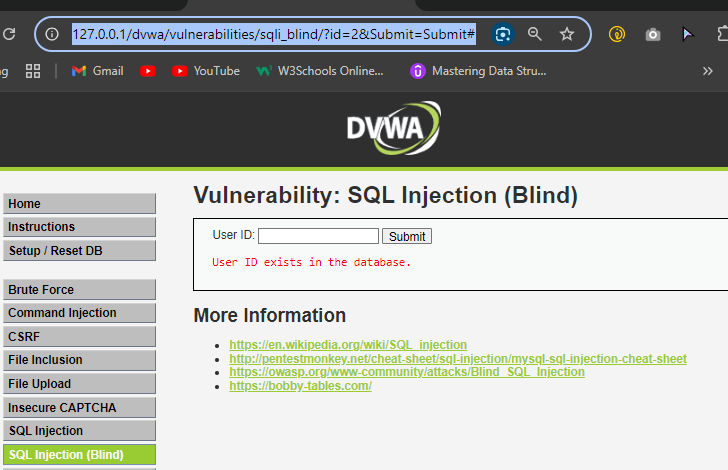 127.0.0.1/dvwa/vulnerabilities/sqli_blind/?id=2&Submit=Submit#
Gmail YouTube W3Schools Online... Mastering Data Stru... »
DVWA
Vulnerability: SQL Injection (Blind)
Home
Instructions
Setup / Reset DB
Brute Force
Command Injection
CSRF
File Inclusion
File Upload
Insecure CAPTCHA
SQL Injection
SQL Injection (Blind)
User ID: Submit
User ID exists in the database.
More Information
https://en.wikipedia.org/wiki/SQL_injection
http://pentestmonkey.net/cheat-sheet/sql-injection/mysql-sql-injection-cheat-sheet
https://owasp.org/www-community/attacks/Blind_SQL_Injection
https://bobby-tables.com/